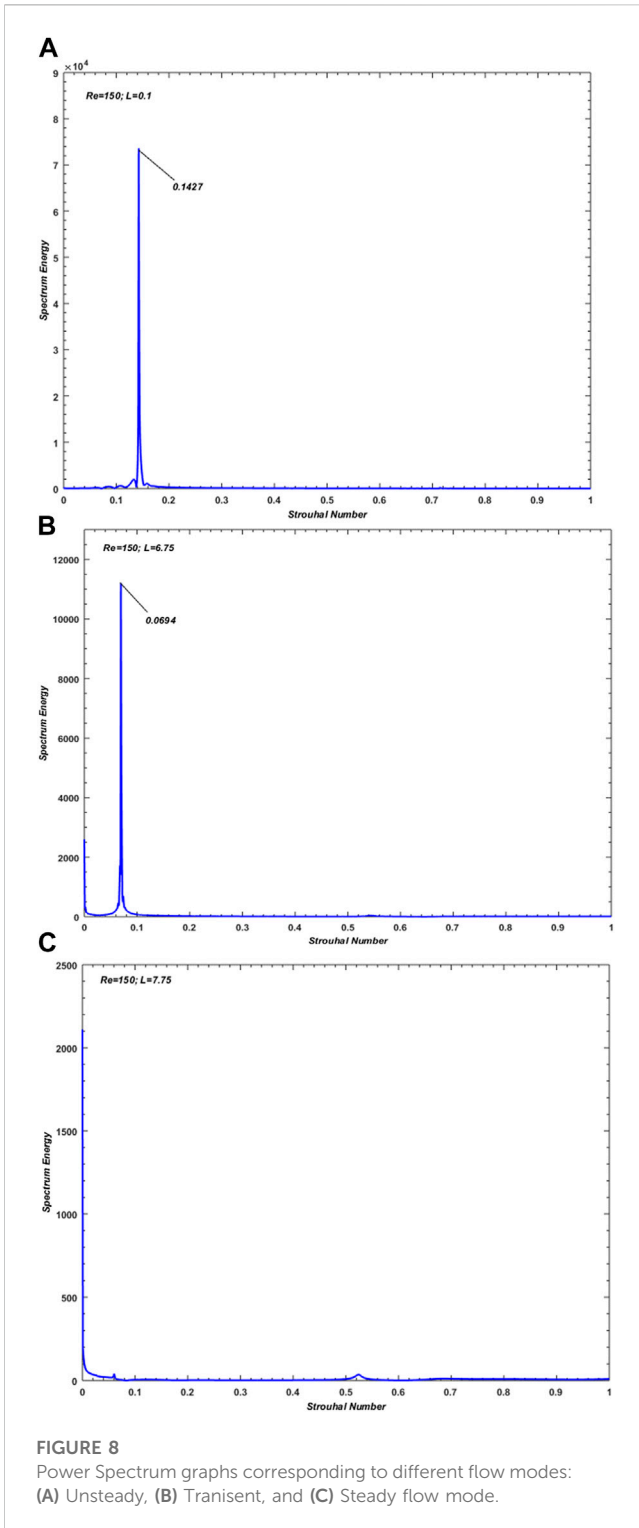 A
×10⁴
9
8
7
6
5
4
3
2
1
0
Spectrum Energy
Re=150; L=0.1
0.1427
0 0.1 0.2 0.3 0.4 0.5 0.6 0.7 0.8 0.9 1
Strouhal Number
B
12000
10000
8000
6000
4000
2000
0
Spectrum Energy
Re=150; L=6.75
0.0694
0 0.1 0.2 0.3 0.4 0.5 0.6 0.7 0.8 0.9 1
Strouhal Number
C
2500
2000
1500
1000
500
0
Spectrum Energy
Re=150; L=7.75
0 0.1 0.2 0.3 0.4 0.5 0.6 0.7 0.8 0.9 1
Strouhal Number
FIGURE 8
Power Spectrum graphs corresponding to different flow modes:
(A) Unsteady, (B) Tranisent, and (C) Steady flow mode.